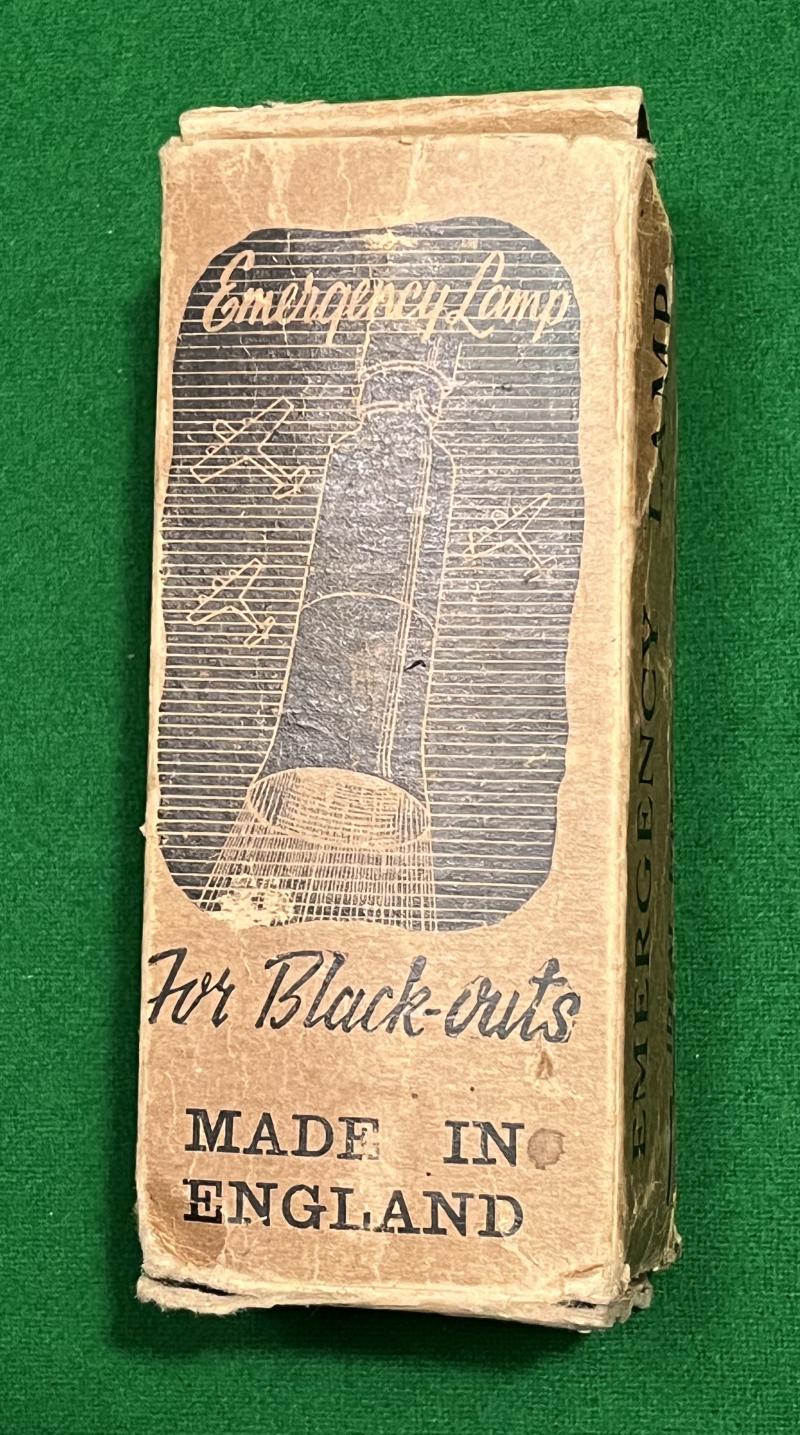 Emergency Lamp
For Black-outs
MADE IN
ENGLAND
EMERGENCY LAMP